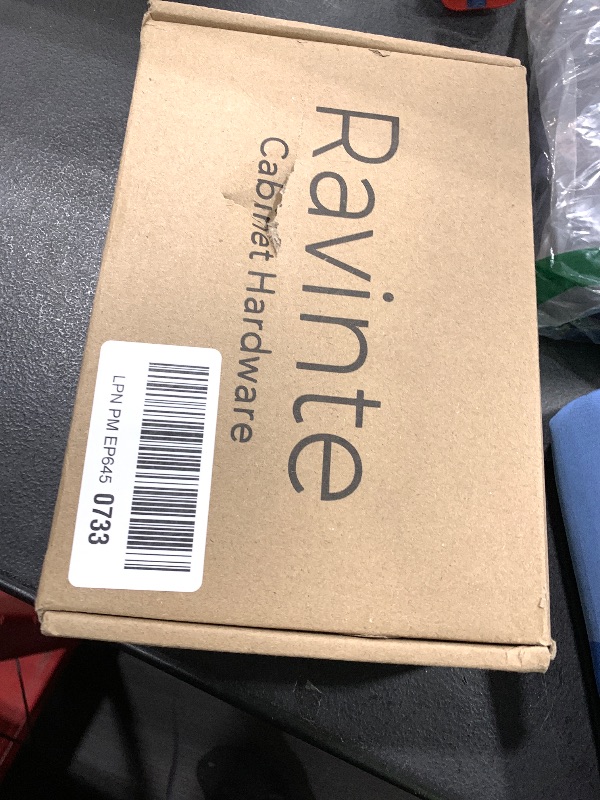 Ravinte
Cabinet Hardware
LPN PM EP645 0733